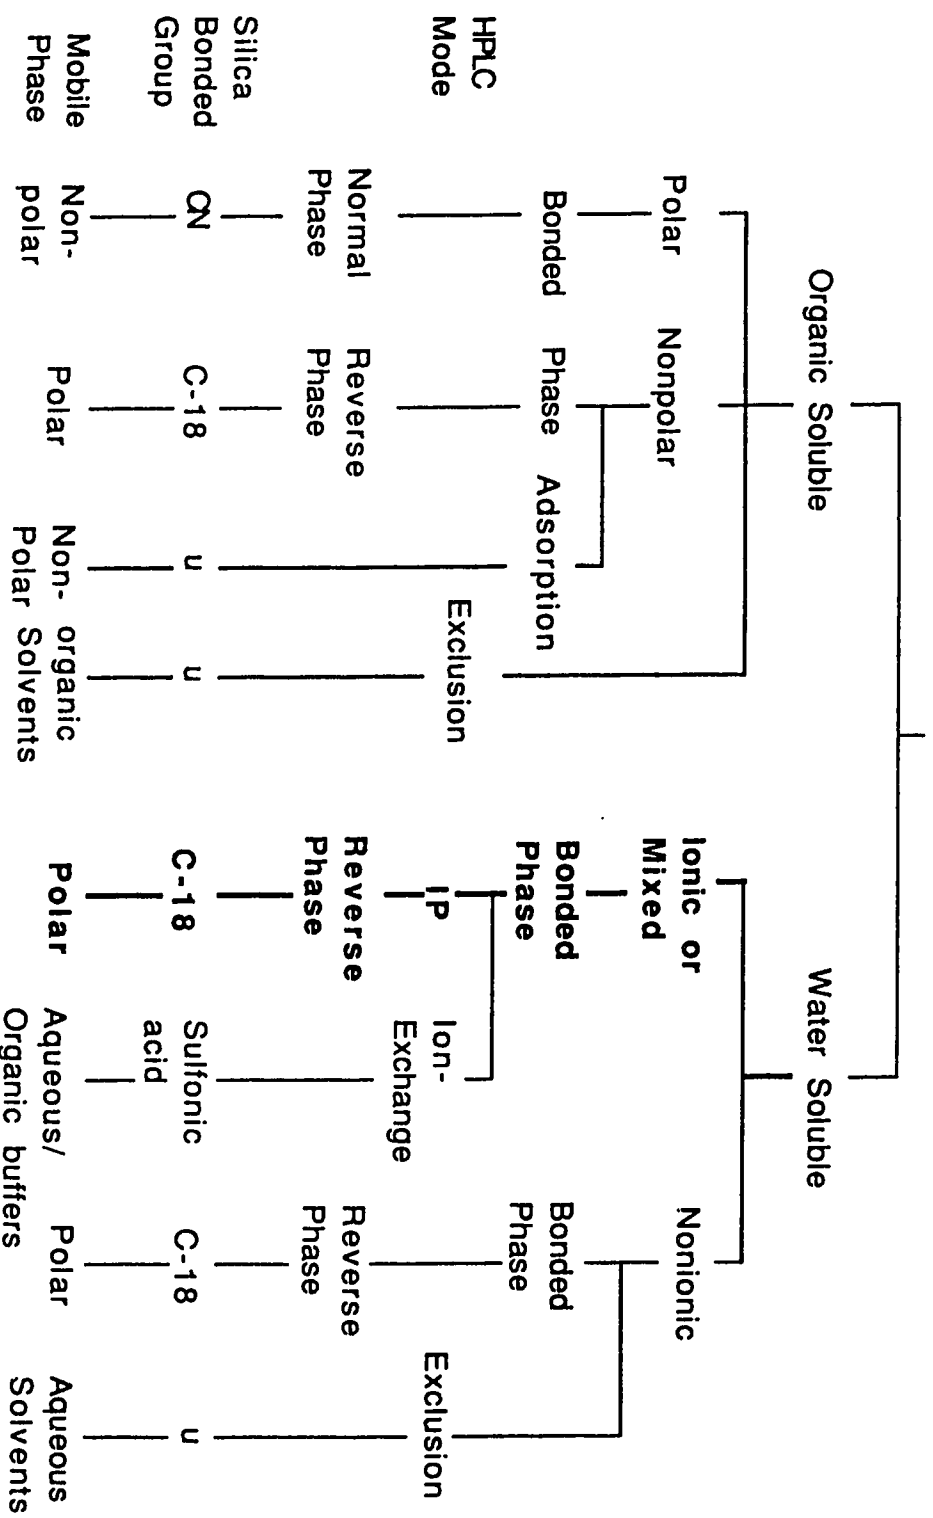 Organic Soluble
Water Soluble
Polar
Nonpolar
Ionic or
Mixed
Nonionic
HPLC
Mode
Bonded Phase
Adsorption
Exclusion
Bonded
Phase
IP
Ion-
Exchange
Bonded
Phase
Exclusion
Normal
Phase
Reverse
Phase
Reverse
Phase
Reverse
Phase
Silica
Bonded
Group
CN
C-18
u
u
C-18
Sulfonic
acid
C-18
u
Mobile
Phase
Non-
polar
Polar
Non- organic
Polar Solvents
Polar
Aqueous/
Organic buffers
Polar
Aqueous
Solvents